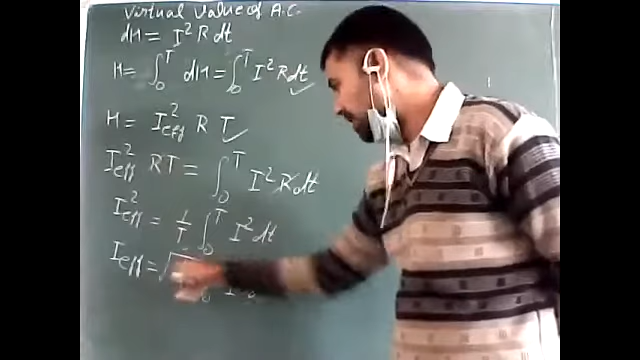 Virtual value of A.C.
dH = I² R dt
H = ∫₀ᵀ dH = ∫₀ᵀ I² R dt ✓
H = I²eff R T ✓
I²eff RT = ∫₀ᵀ I² R dt
I²eff = 1/T ∫₀ᵀ I² dt
Ieff = √